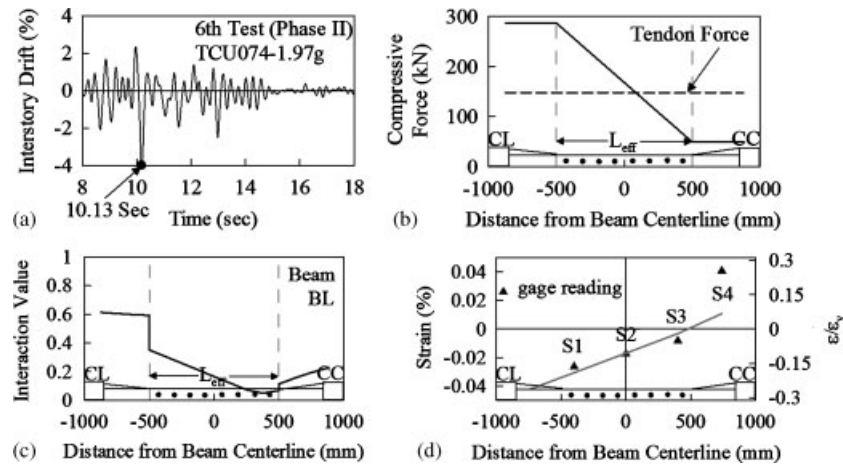 6th Test (Phase II)
TCU074-1.97g
Interstory Drift (%)
4
2
0
-2
-4
8 10 12 14 16 18
10.13 Sec
Time (sec)
(a)
300
200
100
0
Compressive
Force (kN)
Tendon Force
CL
L_eff
CC
-1000 -500 0 500 1000
Distance from Beam Centerline (mm)
(b)
1
0.8
0.6
0.4
0.2
0
Interaction Value
Beam
BL
CL
L_eff
CC
-1000 -500 0 500 1000
Distance from Beam Centerline (mm)
(c)
0.04
0.02
0
-0.02
-0.04
Strain (%)
gage reading
S1
S2
S3
S4
0.3
0.15
0
-0.15
-0.3
ε/εy
CL
CC
-1000 -500 0 500 1000
Distance from Beam Centerline (mm)
(d)